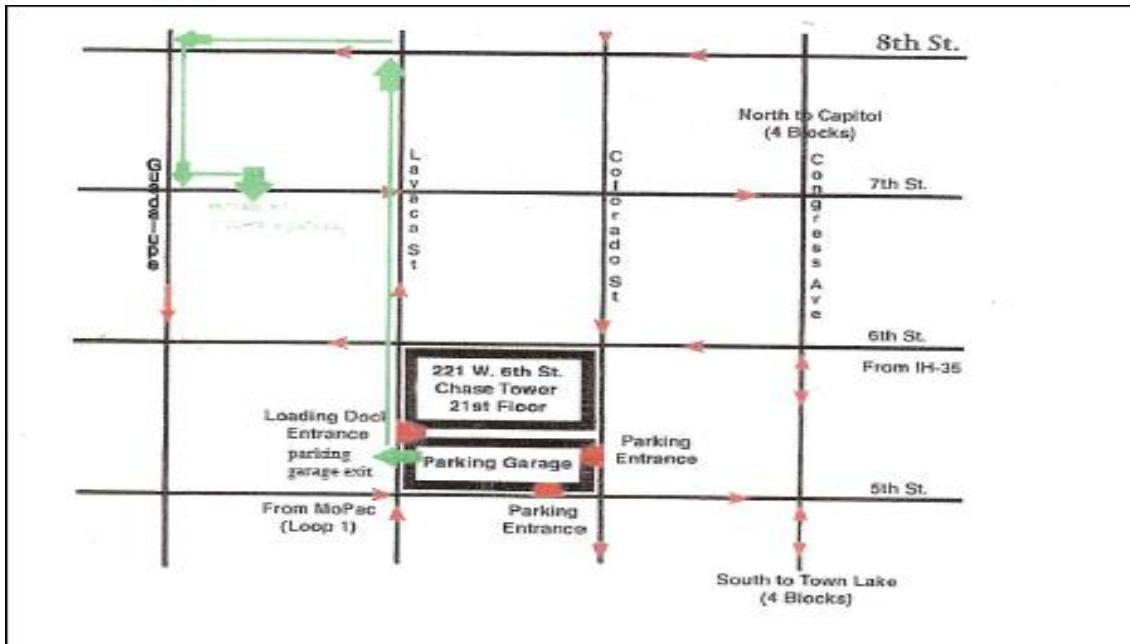 8th St.
North to Capitol
(4 Blocks)
Guadalupe
Lavaca St
Colorado St
Congress Ave
7th St.
6th St.
From IH-35
221 W. 6th St.
Chase Tower
21st Floor
Loading Dock
Entrance
parking
garage exit
Parking Garage
Parking
Entrance
5th St.
From MoPac
(Loop 1)
Parking
Entrance
South to Town Lake
(4 Blocks)